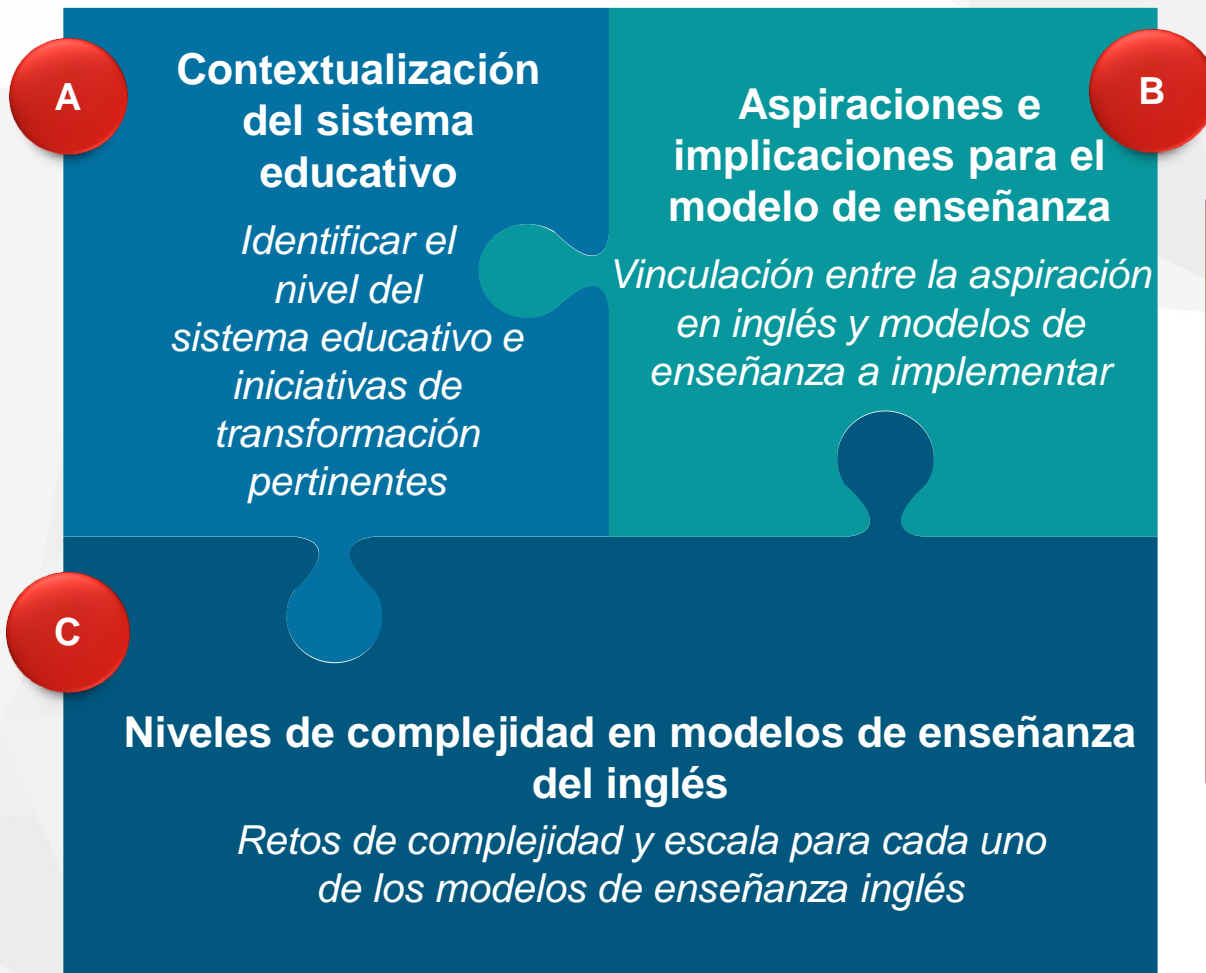 A
Contextualización
del sistema
educativo
Identificar el
nivel del
sistema educativo e
iniciativas de
transformación
pertinentes
B
Aspiraciones e
implicaciones para el
modelo de enseñanza
Vinculación entre la aspiración
en inglés y modelos de
enseñanza a implementar
C
Niveles de complejidad en modelos de enseñanza
del inglés
Retos de complejidad y escala para cada uno
de los modelos de enseñanza inglés